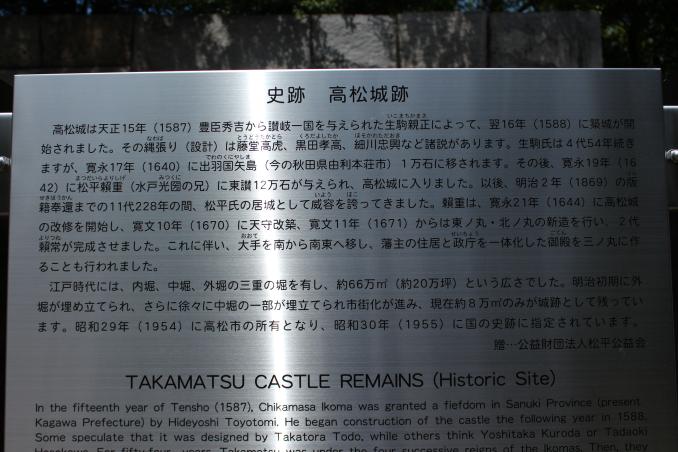 史跡　高松城跡
高松城は天正15年（1587）豊臣秀吉から讃岐一国を与えられた生駒親正によって、翌16年（1588）に築城が開
始されました。その縄張り（設計）は藤堂高虎、黒田孝高、細川忠興など諸説があります。生駒氏は４代54年続き
ますが、寛永17年（1640）に出羽国矢島（今の秋田県由利本荘市）１万石に移されます。その後、寛永19年（16
42）に松平賴重（水戸光圀の兄）に東讃12万石が与えられ、高松城に入りました。以後、明治２年（1869）の版
籍奉還までの11代228年の間、松平氏の居城として威容を誇ってきました。賴重は、寛永21年（1644）に高松城
の改修を開始し、寛文10年（1670）に天守改築、寛文11年（1671）からは東ノ丸・北ノ丸の新造を行い、２代
賴常が完成させました。これに伴い、大手を南から南東へ移し、藩主の住居と政庁を一体化した御殿を三ノ丸に作
ることも行われました。
江戸時代には、内堀、中堀、外堀の三重の堀を有し、約66万㎡（約20万坪）という広さでした。明治初期に外
堀が埋め立てられ、さらに徐々に中堀の一部が埋立てられ市街化が進み、現在約８万㎡のみが城跡として残ってい
ます。昭和29年（1954）に高松市の所有となり、昭和30年（1955）に国の史跡に指定されています。
贈…公益財団法人松平公益会
TAKAMATSU CASTLE REMAINS (Historic Site)
In the fifteenth year of Tensho (1587), Chikamasa Ikoma was granted a fiefdom in Sanuki Province (present
Kagawa Prefecture) by Hideyoshi Toyotomi. He began construction of the castle the following year in 1588.
Some speculate that it was designed by Takatora Todo, while others think Yoshitaka Kuroda or Tadaoki
Hosokawa. For fifty-four years, Takamatsu was under the four successive reigns of the Ikomas. Then, they